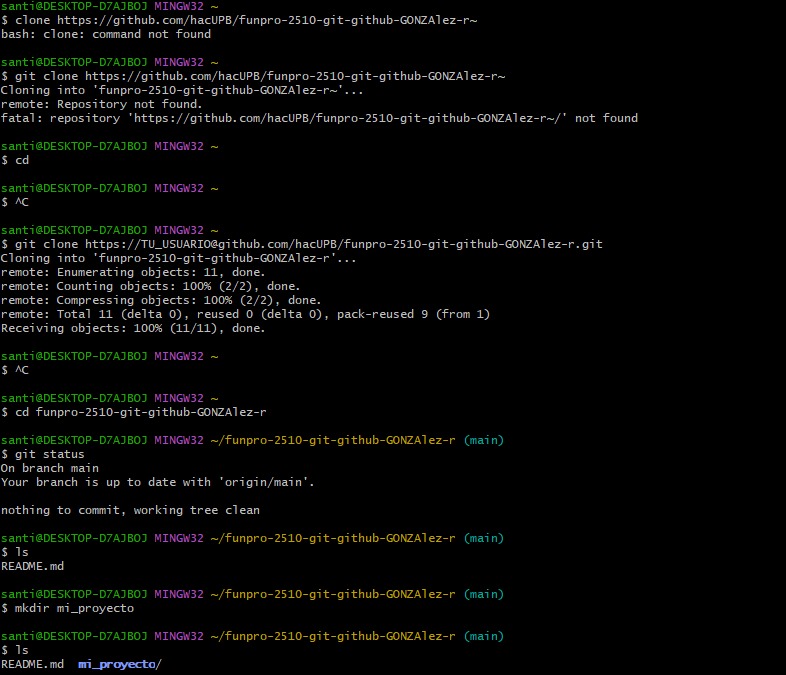 santi@DESKTOP-D7AJBOJ MINGW32 ~
$ clone https://github.com/hacUPB/funpro-2510-git-github-GONZAlez-r~
bash: clone: command not found
santi@DESKTOP-D7AJBOJ MINGW32 ~
$ git clone https://github.com/hacUPB/funpro-2510-git-github-GONZAlez-r~
Cloning into 'funpro-2510-git-github-GONZAlez-r~'...
remote: Repository not found.
fatal: repository 'https://github.com/hacUPB/funpro-2510-git-github-GONZAlez-r~/' not found
santi@DESKTOP-D7AJBOJ MINGW32 ~
$ cd
santi@DESKTOP-D7AJBOJ MINGW32 ~
$ ^C
santi@DESKTOP-D7AJBOJ MINGW32 ~
$ git clone https://TU_USUARIO@github.com/hacUPB/funpro-2510-git-github-GONZAlez-r.git
Cloning into 'funpro-2510-git-github-GONZAlez-r'...
remote: Enumerating objects: 11, done.
remote: Counting objects: 100% (2/2), done.
remote: Compressing objects: 100% (2/2), done.
remote: Total 11 (delta 0), reused 0 (delta 0), pack-reused 9 (from 1)
Receiving objects: 100% (11/11), done.
santi@DESKTOP-D7AJBOJ MINGW32 ~
$ ^C
santi@DESKTOP-D7AJBOJ MINGW32 ~
$ cd funpro-2510-git-github-GONZAlez-r
santi@DESKTOP-D7AJBOJ MINGW32 ~/funpro-2510-git-github-GONZAlez-r (main)
$ git status
On branch main
Your branch is up to date with 'origin/main'.
nothing to commit, working tree clean
santi@DESKTOP-D7AJBOJ MINGW32 ~/funpro-2510-git-github-GONZAlez-r (main)
$ ls
README.md
santi@DESKTOP-D7AJBOJ MINGW32 ~/funpro-2510-git-github-GONZAlez-r (main)
$ mkdir mi_proyecto
santi@DESKTOP-D7AJBOJ MINGW32 ~/funpro-2510-git-github-GONZAlez-r (main)
$ ls
README.md  mi_proyecto/